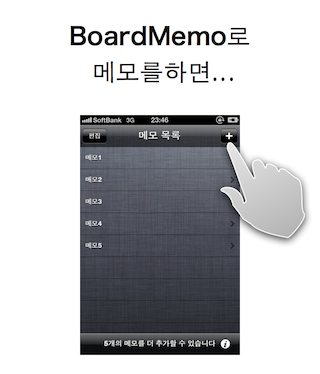 BoardMemo로
메모를하면...
SoftBank 3G 23:46
편집 메모 목록 +
메모1
메모2
메모3
메모4
메모5
5개의 메모를 더 추가할 수 있습니다 i